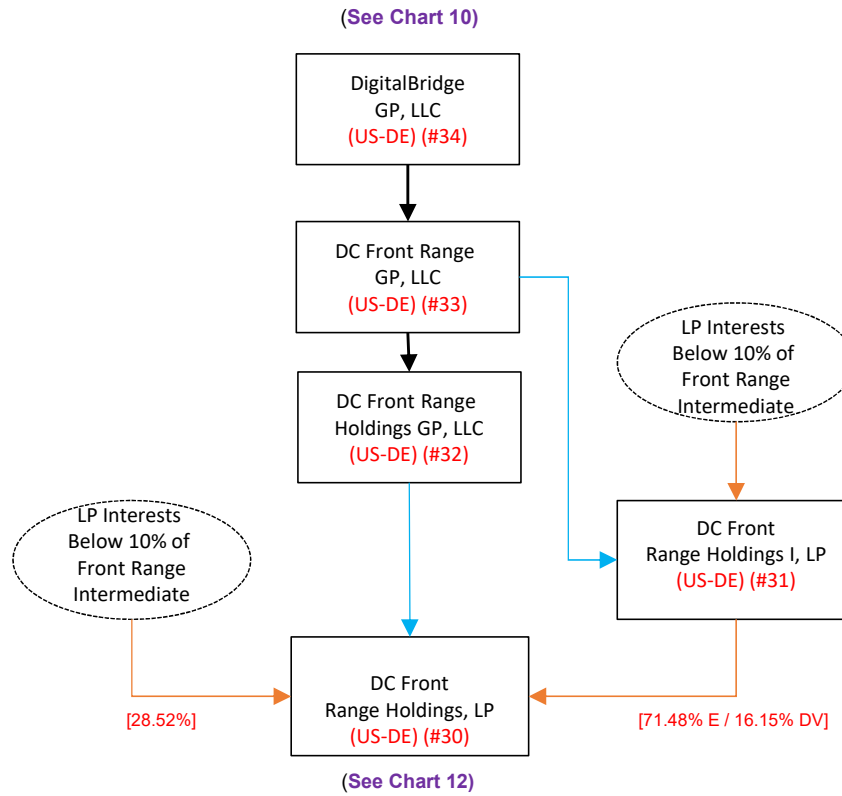 (See Chart 10)
DigitalBridge
GP, LLC
(US-DE) (#34)
DC Front Range
GP, LLC
(US-DE) (#33)
LP Interests
Below 10% of
Front Range
Intermediate
DC Front Range
Holdings GP, LLC
(US-DE) (#32)
LP Interests
Below 10% of
Front Range
Intermediate
DC Front
Range Holdings I, LP
(US-DE) (#31)
DC Front
Range Holdings, LP
(US-DE) (#30)
[28.52%]
[71.48% E / 16.15% DV]
(See Chart 12)